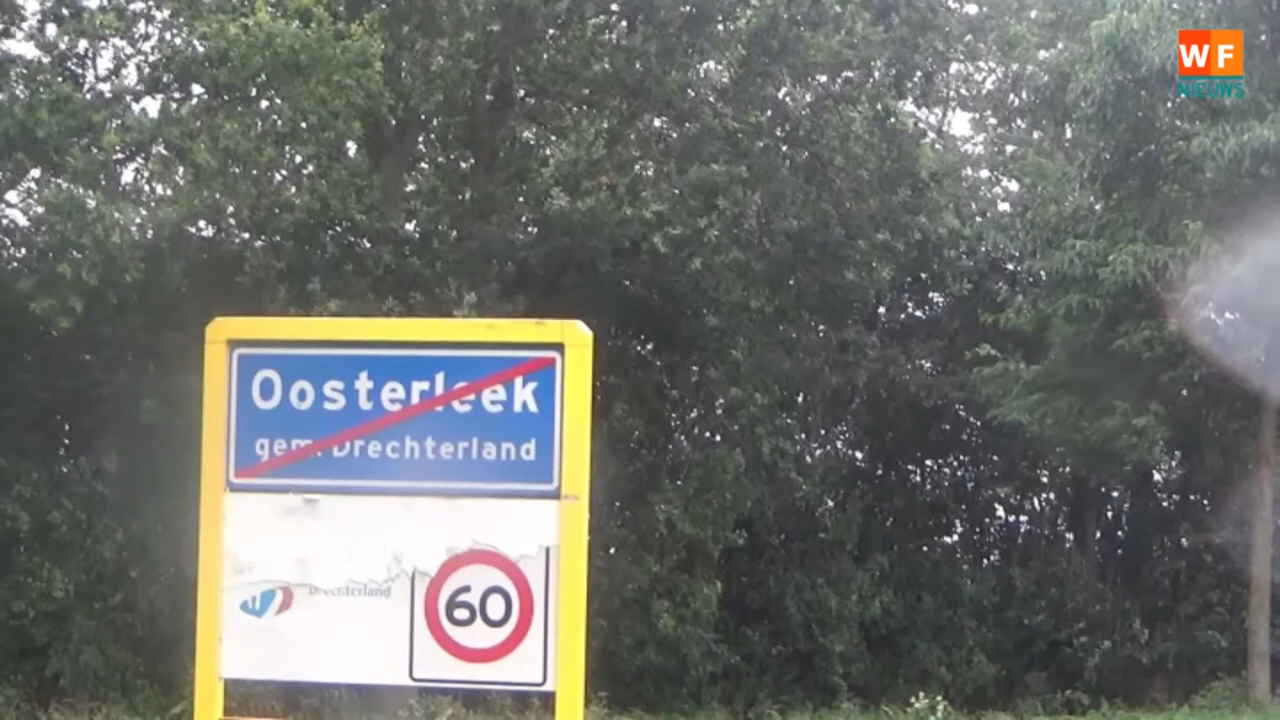 WF
NIEUWS
Oosterleek
gem. Drechterland
Drechterland
60